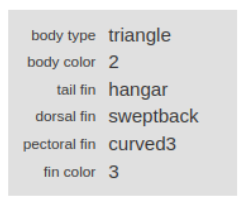 body type triangle
body color 2
tail fin hangar
dorsal fin sweptback
pectoral fin curved3
fin color 3